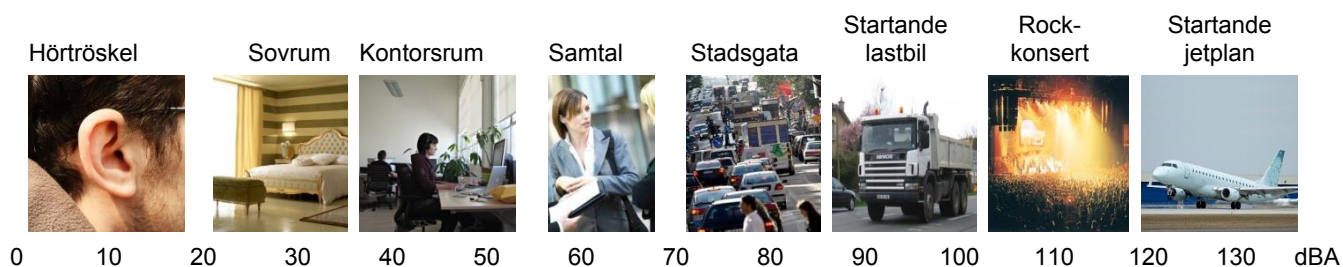 Hörtröskel Sovrum Kontorsrum Samtal Stadsgata Startande lastbil Rock-konsert Startande jetplan
0 10 20 30 40 50 60 70 80 90 100 110 120 130 dBA